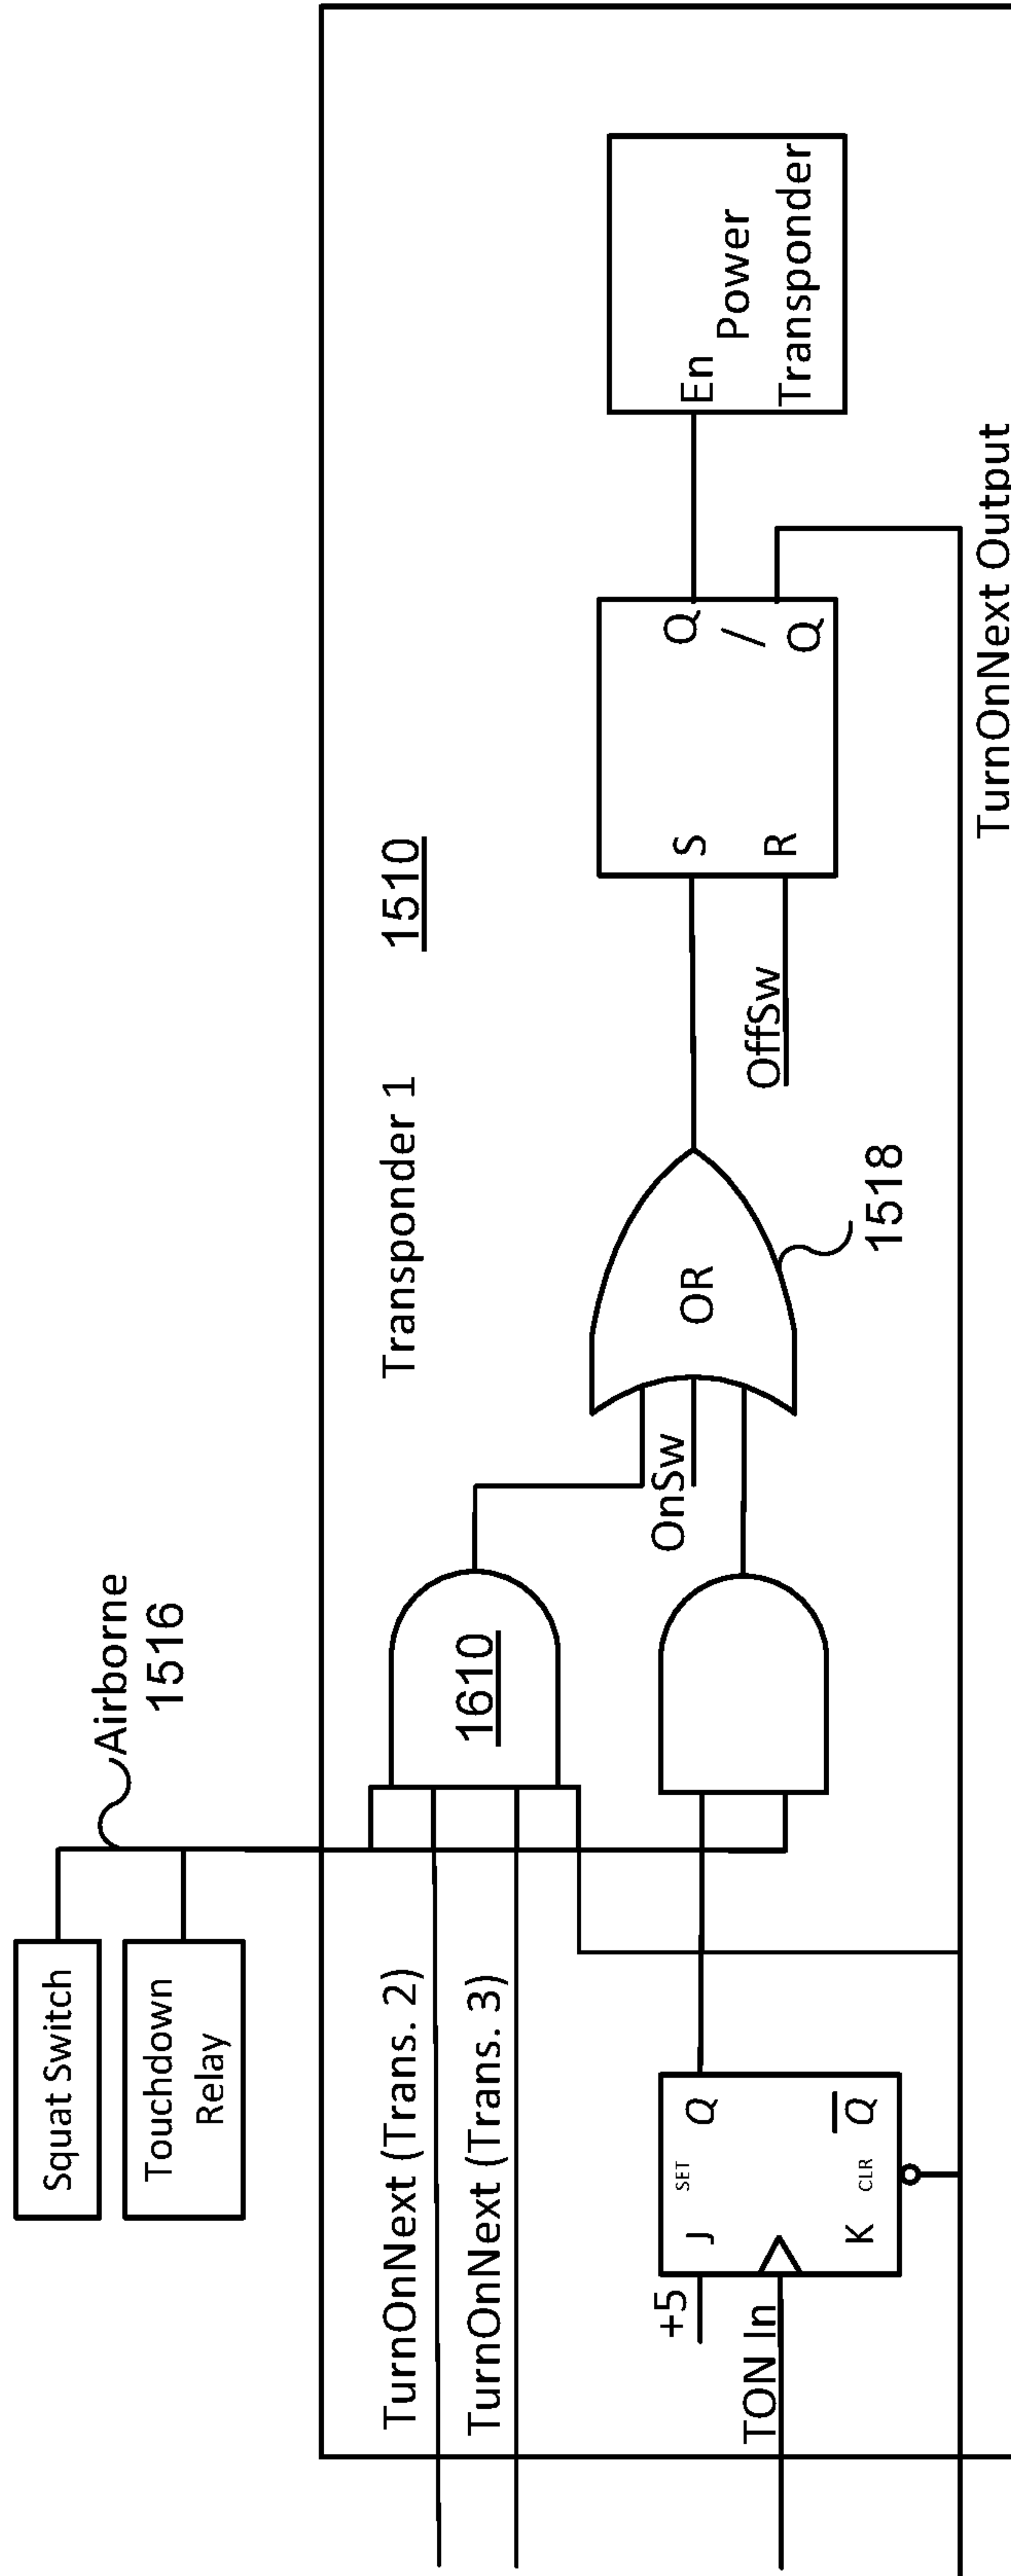 Squat Switch
Touchdown
Relay
Airborne
1516
Transponder 1
1510
TurnOnNext (Trans. 2)
TurnOnNext (Trans. 3)
1610
+5
TON In
J
SET
Q
K
CLR
Q
OnSw
OR
1518
OffSw
S
R
Q
/
Q
En
Power
Transponder
TurnOnNext Output